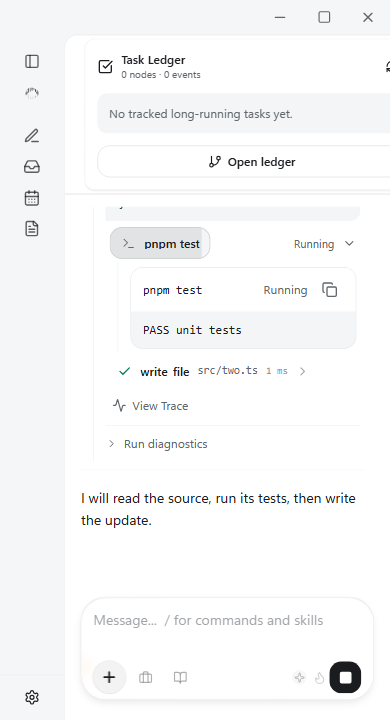 Task Ledger
0 nodes · 0 events
No tracked long-running tasks yet.
Open ledger
pnpm test Running
pnpm test Running
PASS unit tests
write file src/two.ts 1 ms
View Trace
Run diagnostics
I will read the source, run its tests, then write
the update.
Message... / for commands and skills